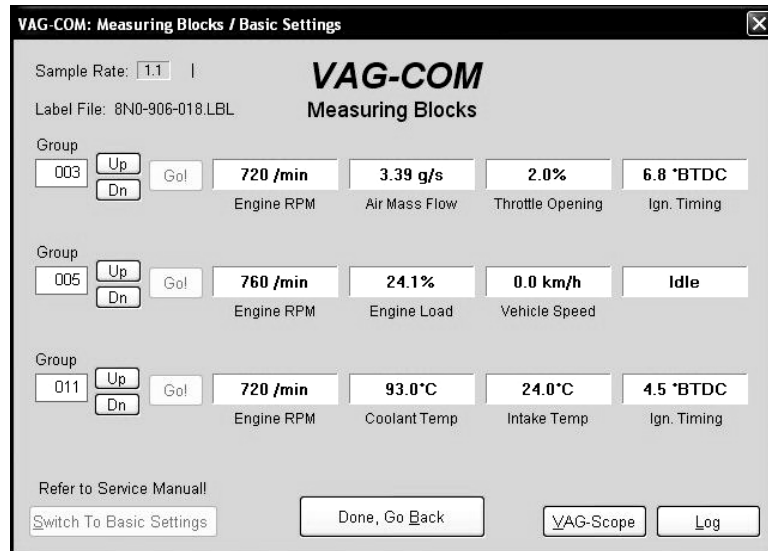 VAG-COM: Measuring Blocks / Basic Settings
Sample Rate: 1.1
VAG-COM
Label File: 8N0-906-018.LBL
Measuring Blocks
Group
003 Up Dn Go! 720 /min 3.39 g/s 2.0% 6.8 °BTDC
Engine RPM Air Mass Flow Throttle Opening Ign. Timing
Group
005 Up Dn Go! 760 /min 24.1% 0.0 km/h Idle
Engine RPM Engine Load Vehicle Speed
Group
011 Up Dn Go! 720 /min 93.0°C 24.0°C 4.5 °BTDC
Engine RPM Coolant Temp Intake Temp Ign. Timing
Refer to Service Manual!
Switch To Basic Settings Done, Go Back VAG-Scope Log